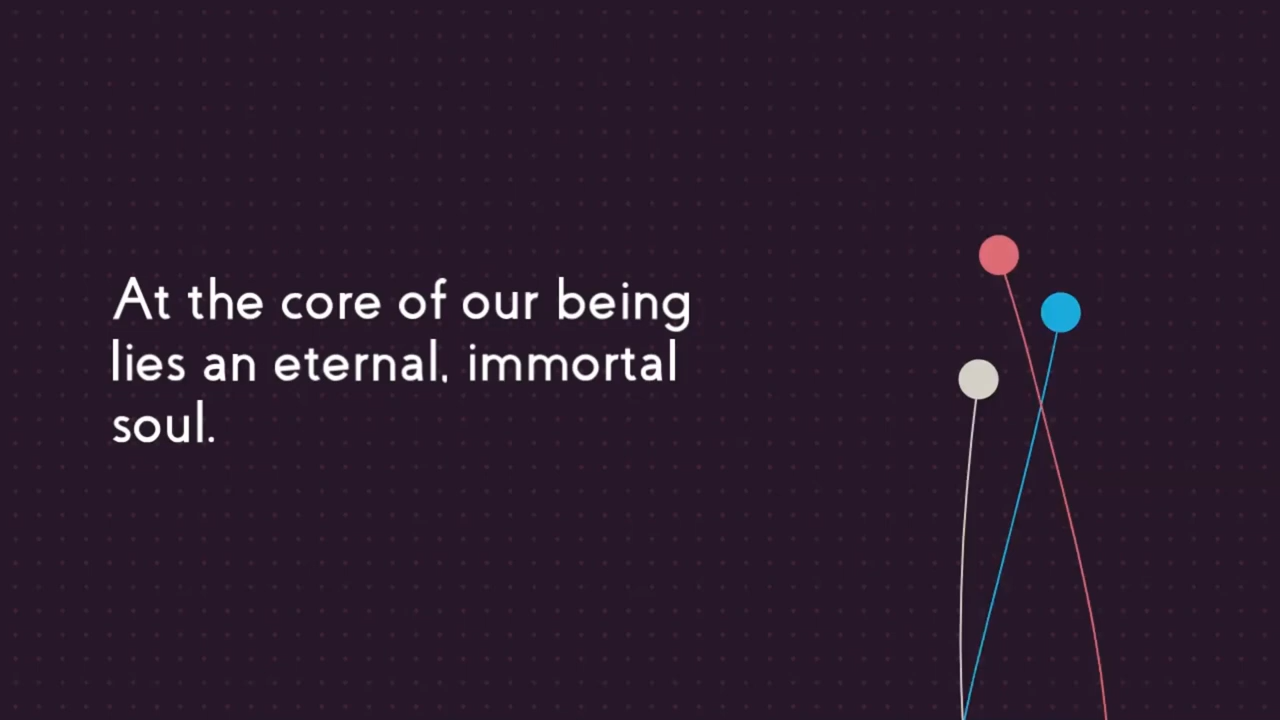 At the core of our being
lies an eternal, immortal
soul.